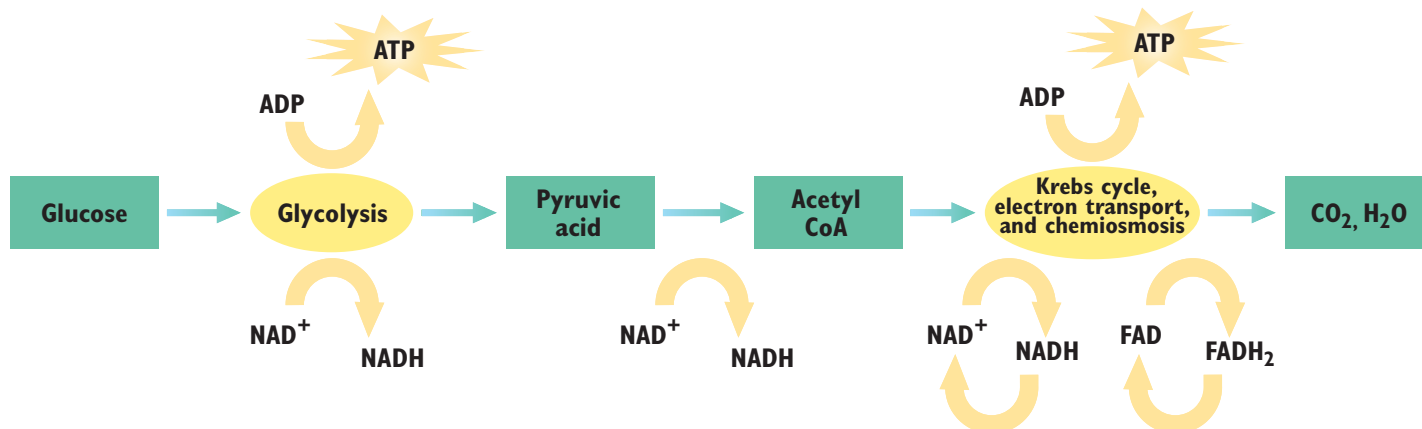 ATP
ATP
ADP
ADP
Glucose
Glycolysis
Pyruvic
acid
Acetyl
CoA
Krebs cycle,
electron transport,
and chemiosmosis
CO₂, H₂O
NAD⁺
NADH
NAD⁺
NADH
NAD⁺
NADH
FAD
FADH₂